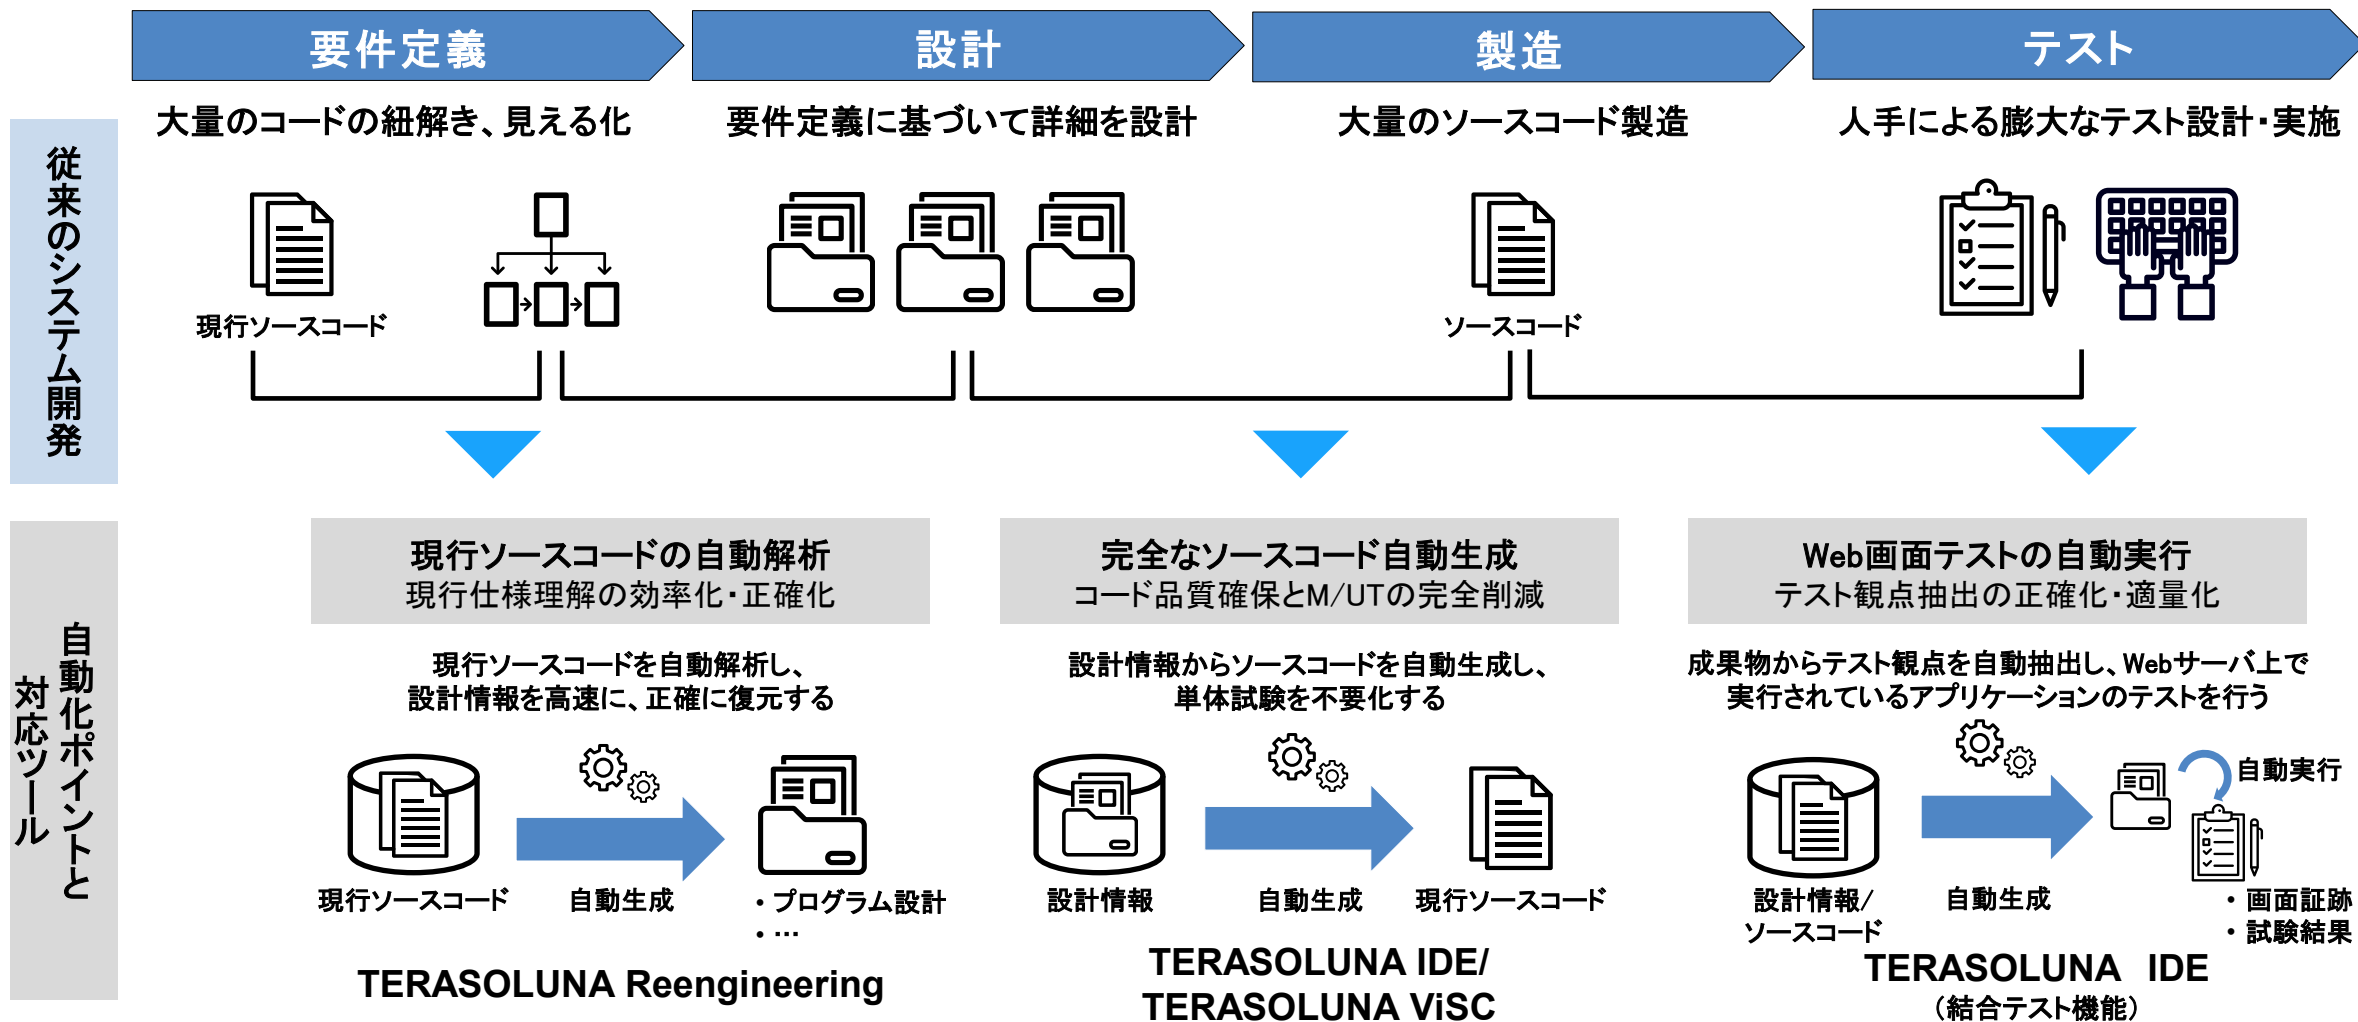 要件定義
設計
製造
テスト
従来のシステム開発
大量のコードの紐解き、見える化
要件定義に基づいて詳細を設計
大量のソースコード製造
人手による膨大なテスト設計・実施
現行ソースコード
ソースコード
自動化ポイントと
対応ツール
現行ソースコードの自動解析
現行仕様理解の効率化・正確化
現行ソースコードを自動解析し、
設計情報を高速に、正確に復元する
現行ソースコード
自動生成
・プログラム設計
・…
TERASOLUNA Reengineering
完全なソースコード自動生成
コード品質確保とM/UTの完全削減
設計情報からソースコードを自動生成し、
単体試験を不要化する
設計情報
自動生成
現行ソースコード
TERASOLUNA IDE/
TERASOLUNA ViSC
Web画面テストの自動実行
テスト観点抽出の正確化・適量化
成果物からテスト観点を自動抽出し、Webサーバ上で
実行されているアプリケーションのテストを行う
自動実行
設計情報/
ソースコード
自動生成
・画面証跡
・試験結果
TERASOLUNA IDE
（結合テスト機能）